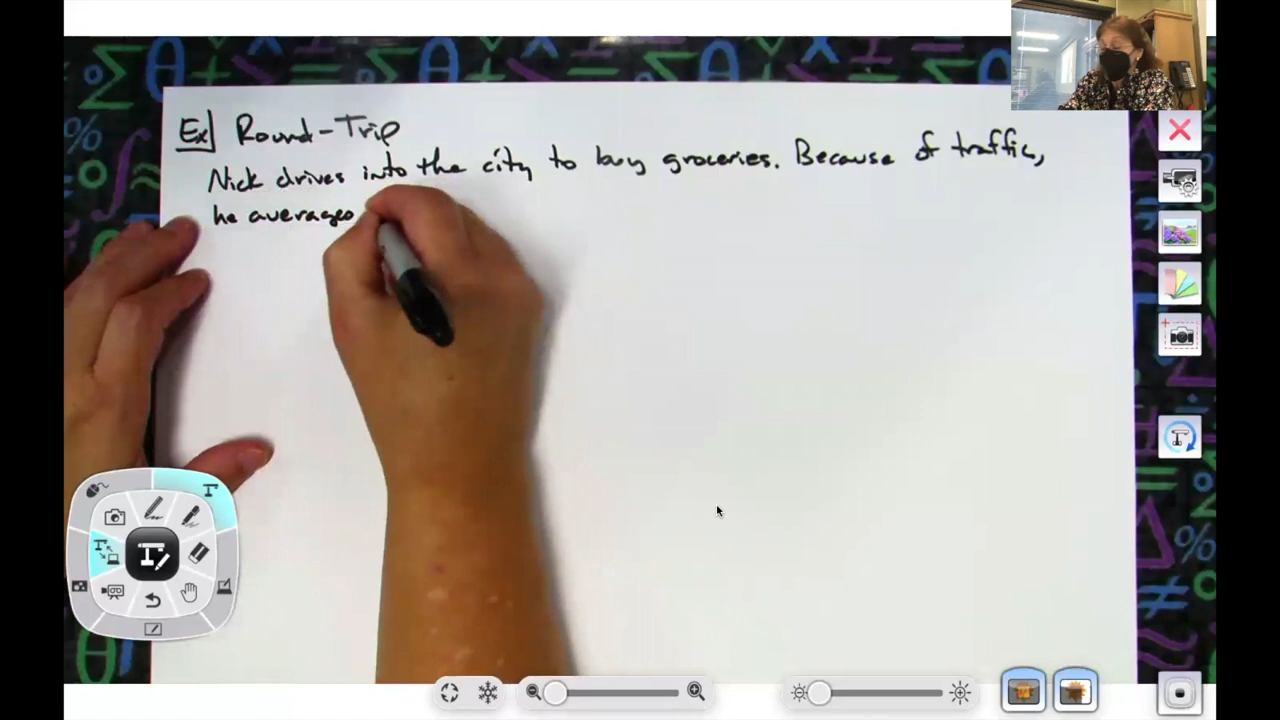 Ex] Round-Trip
Nick drives into the city to buy groceries. Because of traffic,
he averages